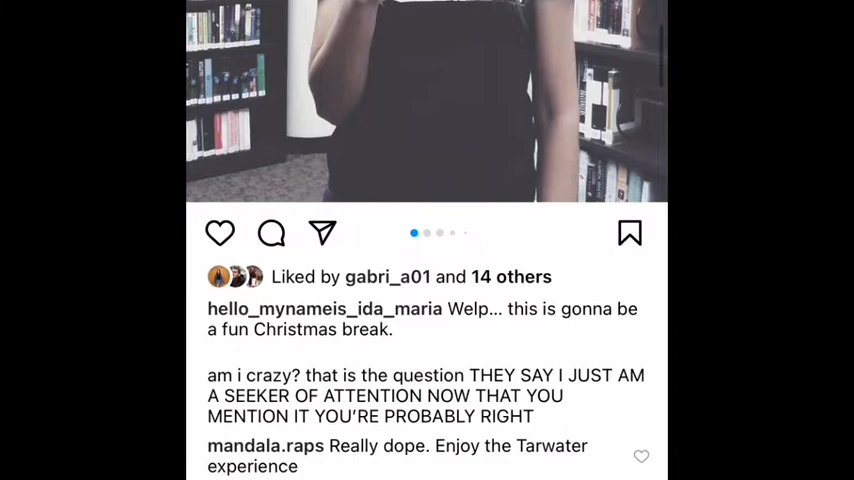 Liked by gabri_a01 and 14 others
hello_mynameis_ida_maria Welp... this is gonna be
a fun Christmas break.
am i crazy? that is the question THEY SAY I JUST AM
A SEEKER OF ATTENTION NOW THAT YOU
MENTION IT YOU’RE PROBABLY RIGHT
mandala.raps Really dope. Enjoy the Tarwater
experience